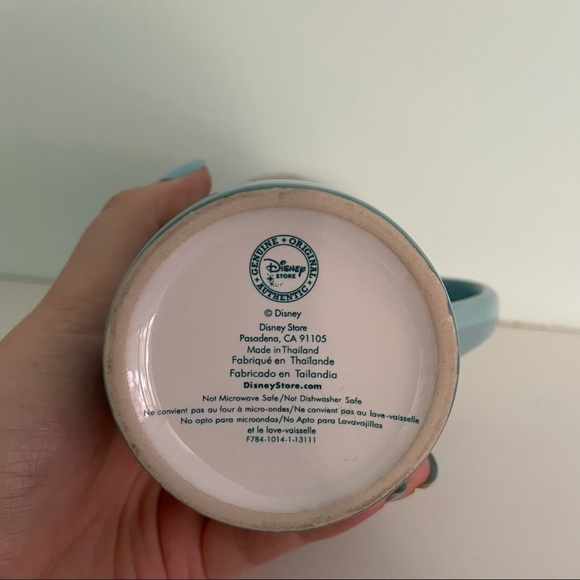 GENUINE • ORIGINAL
Disney
STORE
AUTHENTIC
© Disney
Disney Store
Pasadena, CA 91105
Made in Thailand
Fabriqué en Thaïlande
Fabricado en Tailandia
DisneyStore.com
Not Microwave Safe/Not Dishwasher Safe
Ne convient pas au four à micro-ondes/Ne convient pas au lave-vaisselle
No apto para microondas/No Apto para Lavavajillas
et le lave-vaisselle
F784-1014-1-13111